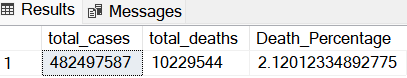 Results Messages
total_cases total_deaths Death_Percentage
1 482497587 10229544 2.12012334892775